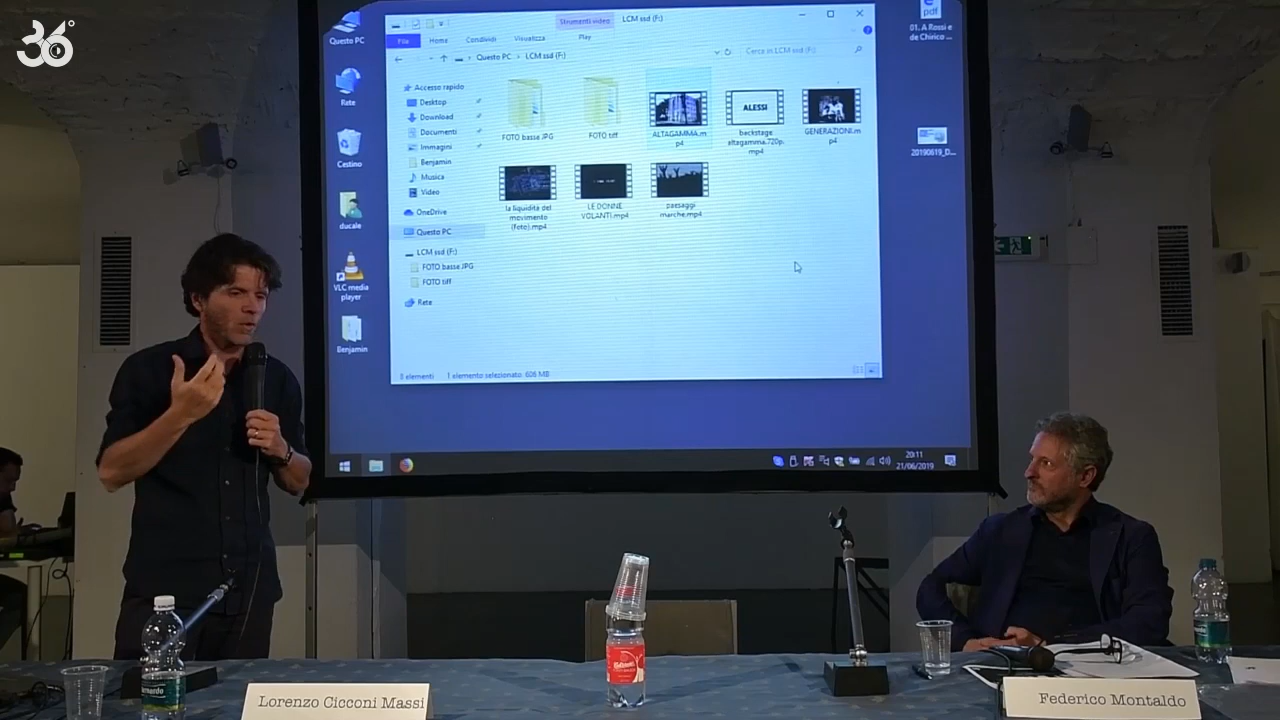 36°
Questo PC
Rete
Cestino
ducale
VLC media
player
Benjamin
Strumenti video
LCM ssd (F:)
File
Home
Condividi
Visualizza
Play
Questo PC > LCM ssd (F:)
Cerca in LCM ssd (F:)
Accesso rapido
Desktop
Download
Documenti
Immagini
Benjamin
Musica
Video
OneDrive
Questo PC
LCM ssd (F:)
FOTO basse JPG
FOTO tiff
Rete
FOTO basse JPG
FOTO tiff
ALTAGAMMA.m
p4
ALESSI
backstage
altagamma.720p.
mp4
GENERAZIONI.m
p4
la liquidità del
movimento
(foto).mp4
LE DONNE
VOLANTI.mp4
paesaggi
marche.mp4
8 elementi
1 elemento selezionato 606 MB
pdf
01. A Rossi e
de Chirico ...
20190619_D...
20:11
21/06/2019
Lorenzo Cicconi Massi
Federico Montaldo